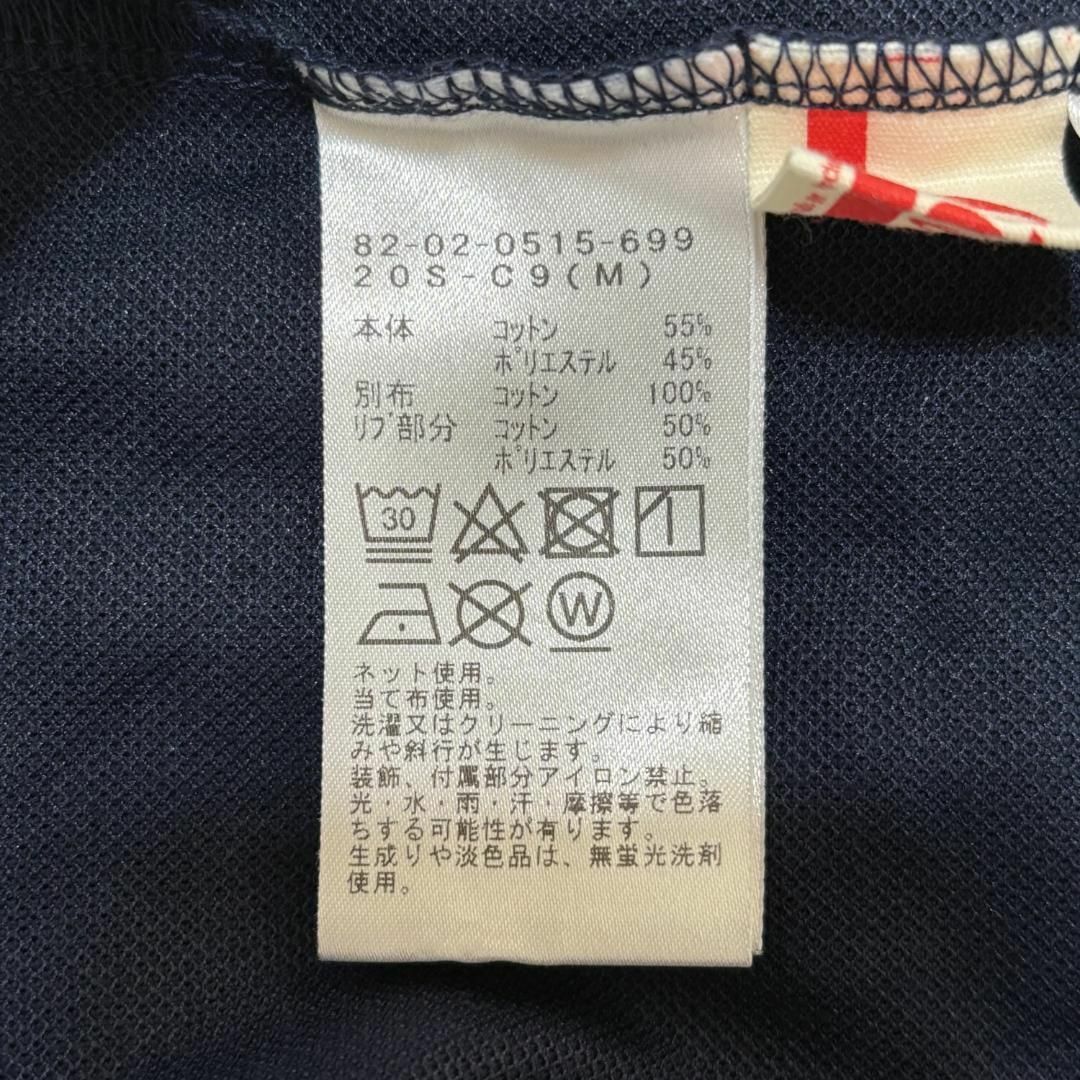 82-02-0515-699
20S-C9(M)
本体 コットン 55%
ポリエステル 45%
別布 コットン 100%
リブ部分 コットン 50%
ポリエステル 50%
30
W
ネット使用。
当て布使用。
洗濯又はクリーニングにより縮
みや斜行が生じます。
装飾、付属部分アイロン禁止。
光・水・雨・汗・摩擦等で色落
ちする可能性が有ります。
生成りや淡色品は、無蛍光洗剤
使用。